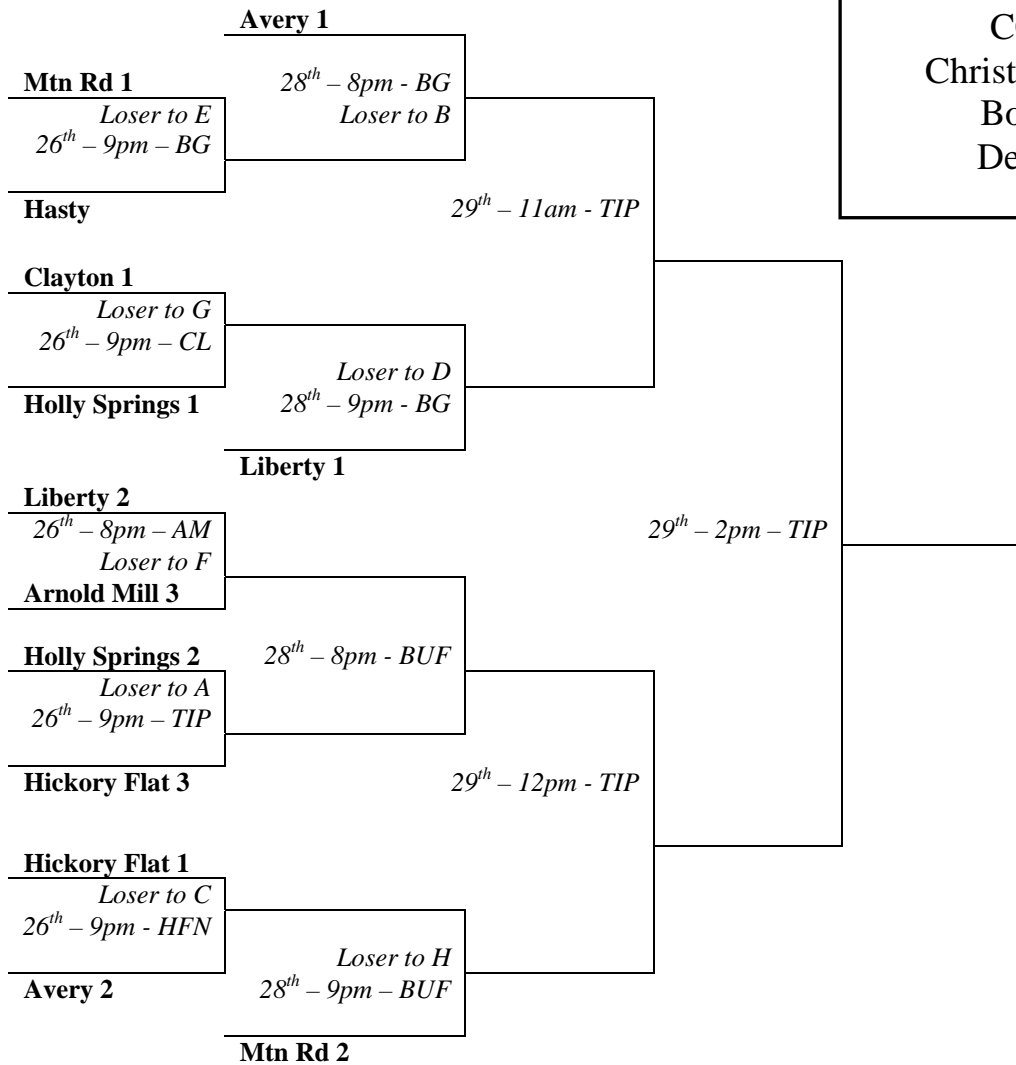 Avery 1
Mtn Rd 1
28th – 8pm - BG
Loser to B
Loser to E
26th – 9pm – BG
Hasty
29th – 11am - TIP
Clayton 1
Loser to G
26th – 9pm – CL
Holly Springs 1
Loser to D
28th – 9pm - BG
Liberty 1
Liberty 2
26th – 8pm – AM
Loser to F
Arnold Mill 3
29th – 2pm – TIP
Holly Springs 2
28th – 8pm - BUF
Loser to A
26th – 9pm – TIP
Hickory Flat 3
29th – 12pm - TIP
Hickory Flat 1
Loser to C
26th – 9pm - HFN
Avery 2
Loser to H
28th – 9pm – BUF
Mtn Rd 2
Christ
Bo
De